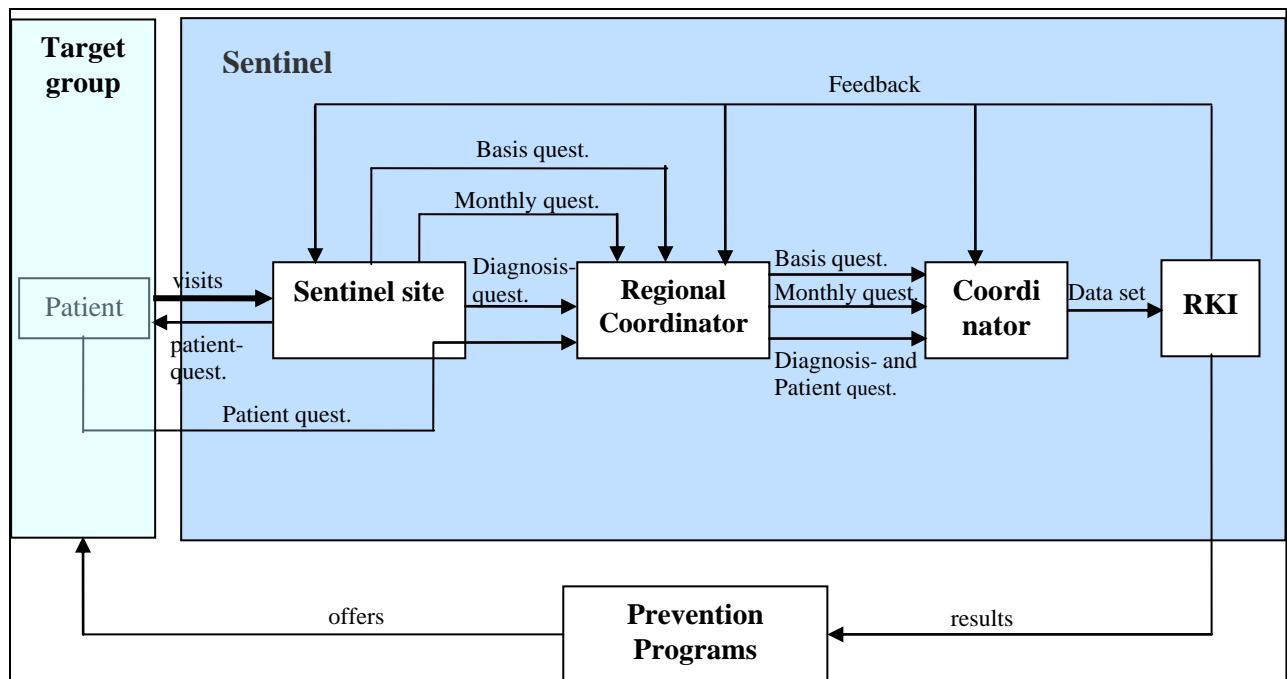 Target
group
Sentinel
Feedback
Basis quest.
Monthly quest.
visits
Patient
patient-
quest.
Sentinel site
Diagnosis-
quest.
Patient quest.
Regional
Coordinator
Basis quest.
Monthly quest.
Diagnosis- and
Patient quest.
Coordi
nator
Data set
RKI
offers
Prevention
Programs
results